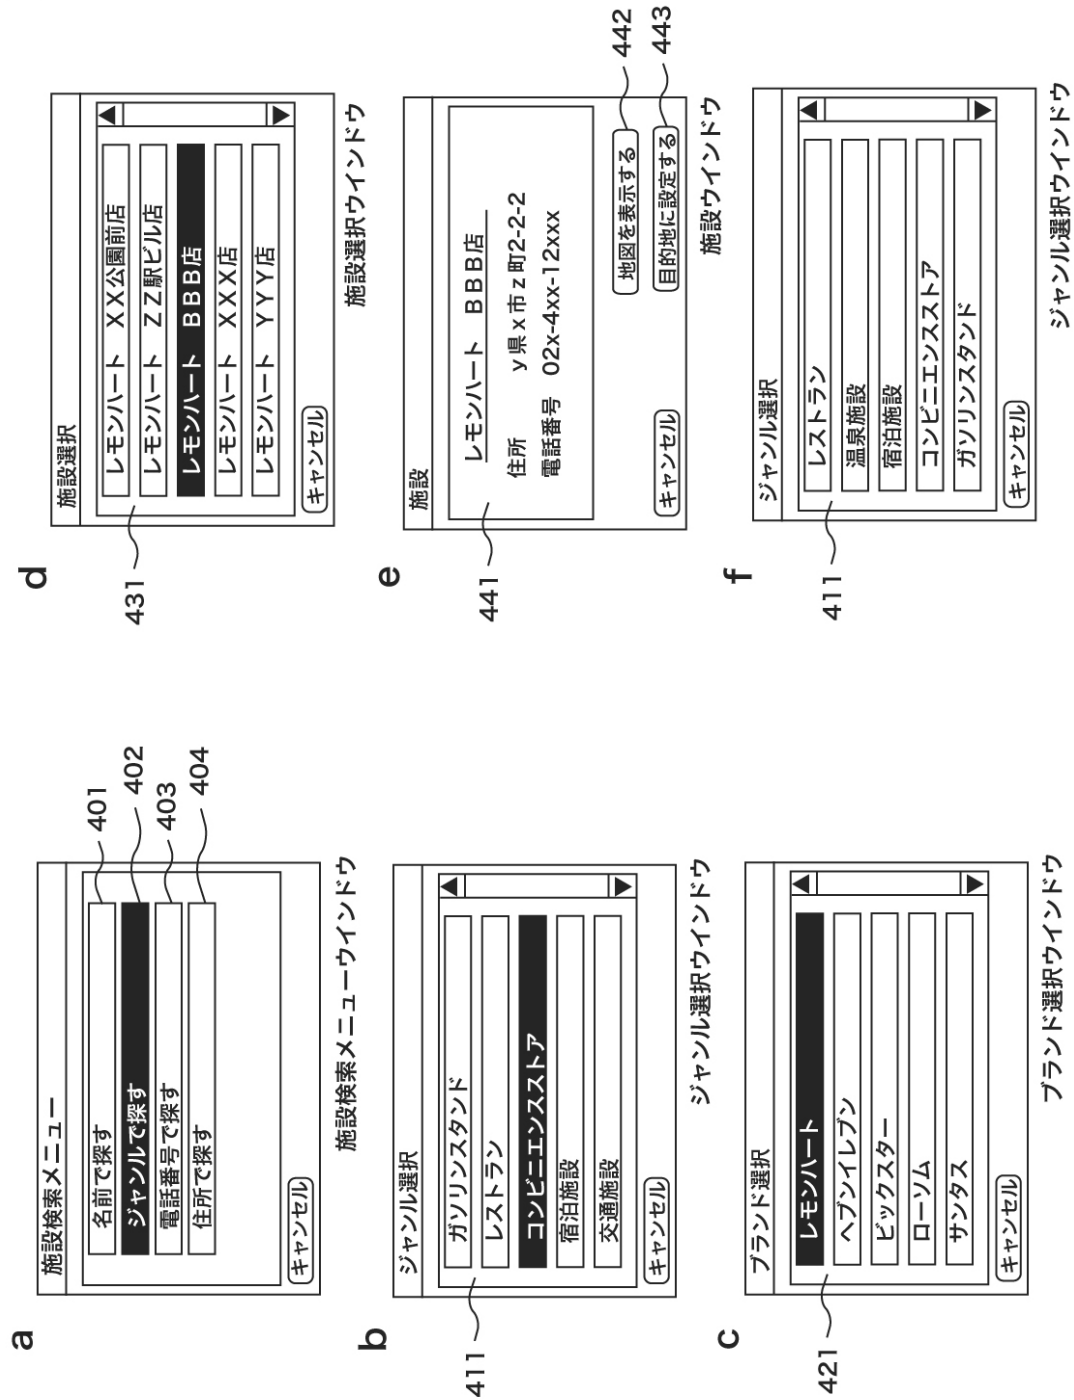 a
施設検索メニュー
名前で探す
ジャンルで探す
電話番号で探す
住所で探す
キャンセル
401
402
403
404
施設検索メニューウインドウ
b
ジャンル選択
ガソリンスタンド
レストラン
コンビニエンスストア
宿泊施設
交通施設
キャンセル
411
ジャンル選択ウインドウ
c
ブランド選択
レモンハート
ヘブンイレブン
ビックスター
ローソム
サンタス
キャンセル
421
ブランド選択ウインドウ
d
施設選択
レモンハート XX公園前店
レモンハート ZZ駅ビル店
レモンハート BBB店
レモンハート XXX店
レモンハート YYY店
キャンセル
431
施設選択ウインドウ
e
施設
レモンハート BBB店
住所 y県x市z町2-2-2
電話番号 02x-4xx-12xxx
地図を表示する
目的地に設定する
キャンセル
441
442
443
施設ウインドウ
f
ジャンル選択
レストラン
温泉施設
宿泊施設
コンビニエンスストア
ガソリンスタンド
キャンセル
411
ジャンル選択ウインドウ